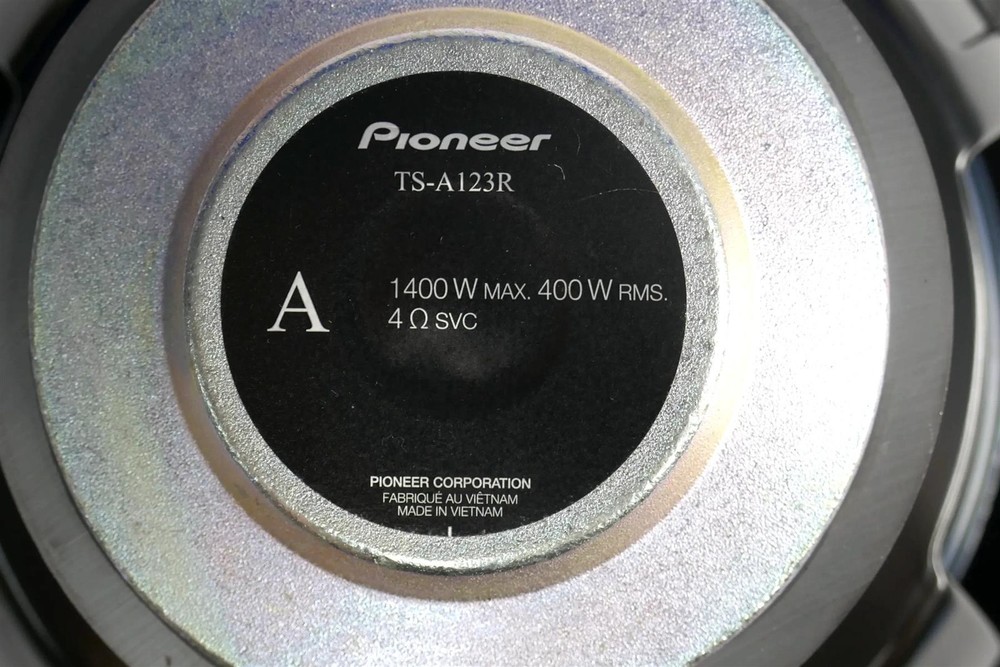 Pioneer
TS-A123R
A
1400 W MAX. 400 W RMS.
4 Ω SVC
PIONEER CORPORATION
FABRIQUÉ AU VIÊTNAM
MADE IN VIETNAM